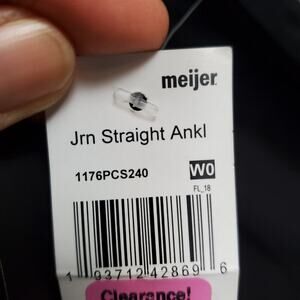 meijer
Jrn Straight Ankl
1176PCS240
W0
FL_18
1 93712 42869 6
Clearance!